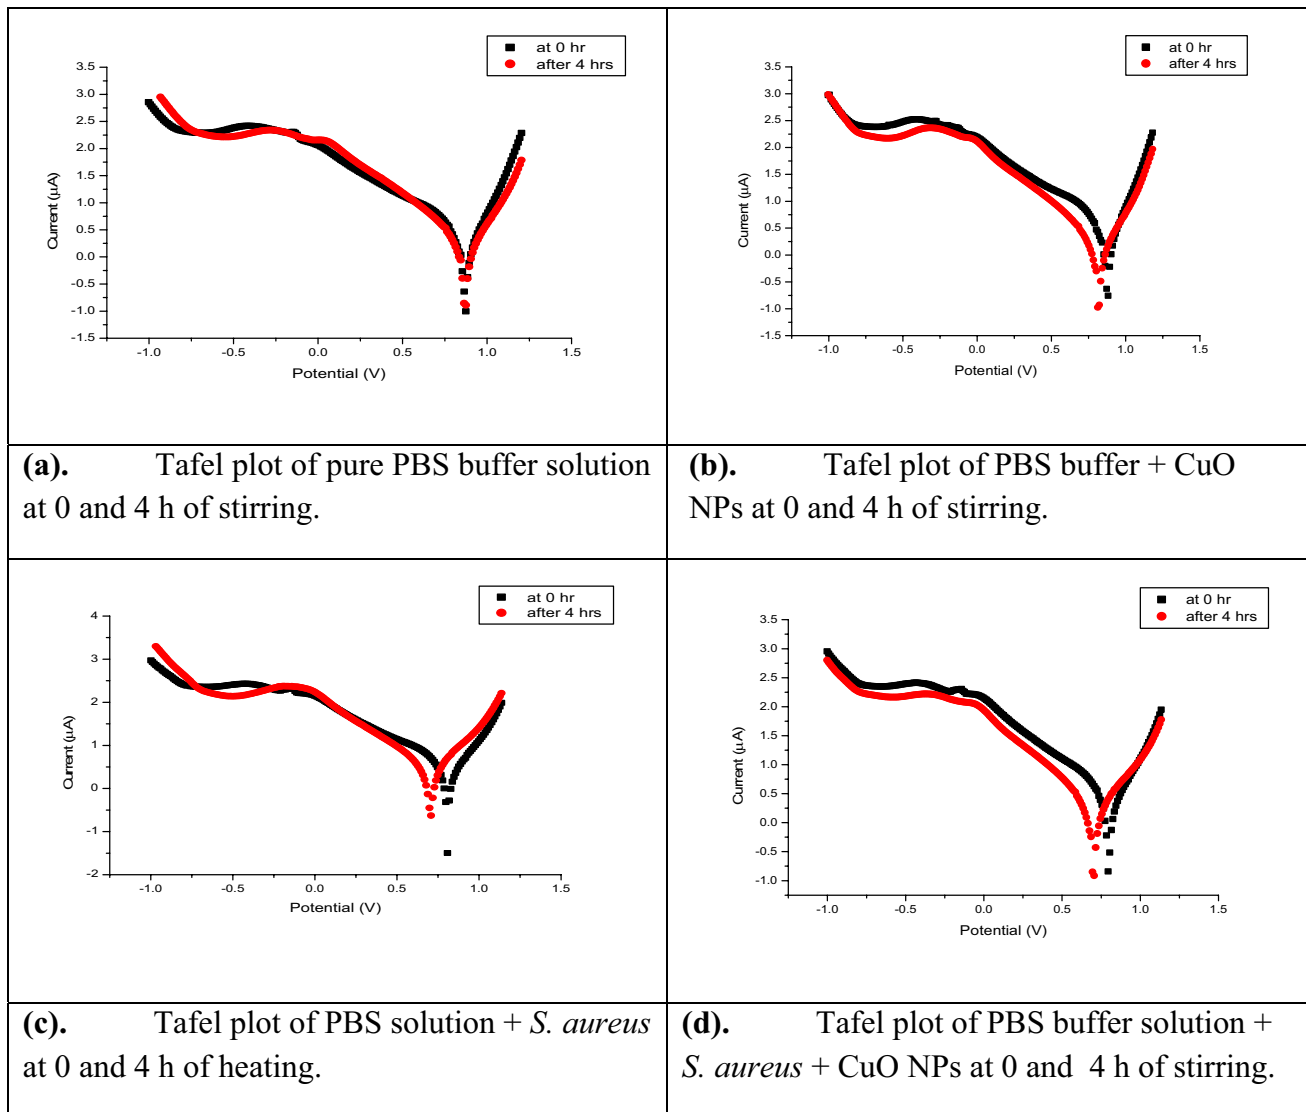 at 0 hr
after 4 hrs
3.5
3.0
2.5
2.0
1.5
1.0
0.5
0.0
-0.5
-1.0
-1.5
Current (µA)
-1.0 -0.5 0.0 0.5 1.0 1.5
Potential (V)
at 0 hr
after 4 hrs
3.5
3.0
2.5
2.0
1.5
1.0
0.5
0.0
-0.5
-1.0
-1.5
Current (µA)
-1.0 -0.5 0.0 0.5 1.0 1.5
Potential (V)
(a). Tafel plot of pure PBS buffer solution
at 0 and 4 h of stirring.
(b). Tafel plot of PBS buffer + CuO
NPs at 0 and 4 h of stirring.
at 0 hr
after 4 hrs
4
3
2
1
0
-1
-2
Current (µA)
-1.0 -0.5 0.0 0.5 1.0 1.5
Potential (V)
at 0 hr
after 4 hrs
3.5
3.0
2.5
2.0
1.5
1.0
0.5
0.0
-0.5
-1.0
Current (µA)
-1.0 -0.5 0.0 0.5 1.0 1.5
Potential (V)
(c). Tafel plot of PBS solution + S. aureus
at 0 and 4 h of heating.
(d). Tafel plot of PBS buffer solution +
S. aureus + CuO NPs at 0 and 4 h of stirring.